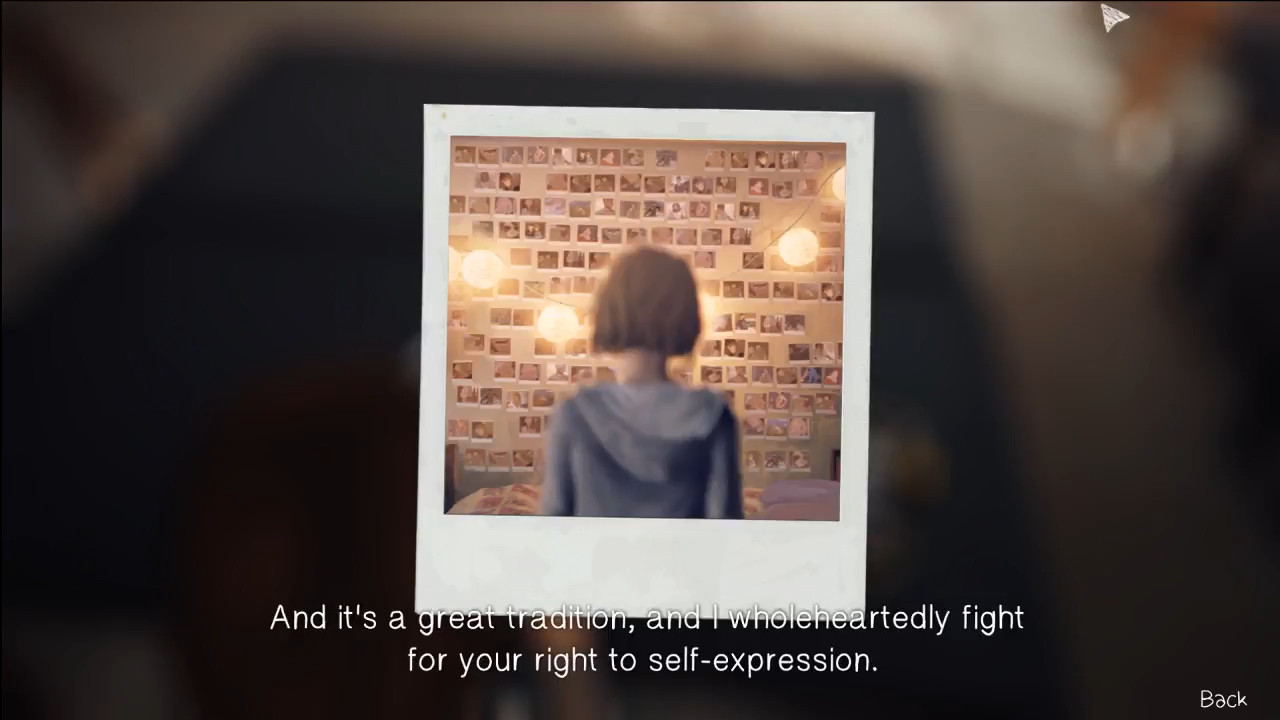 And it's a great tradition, and I wholeheartedly fight
for your right to self-expression.
Back